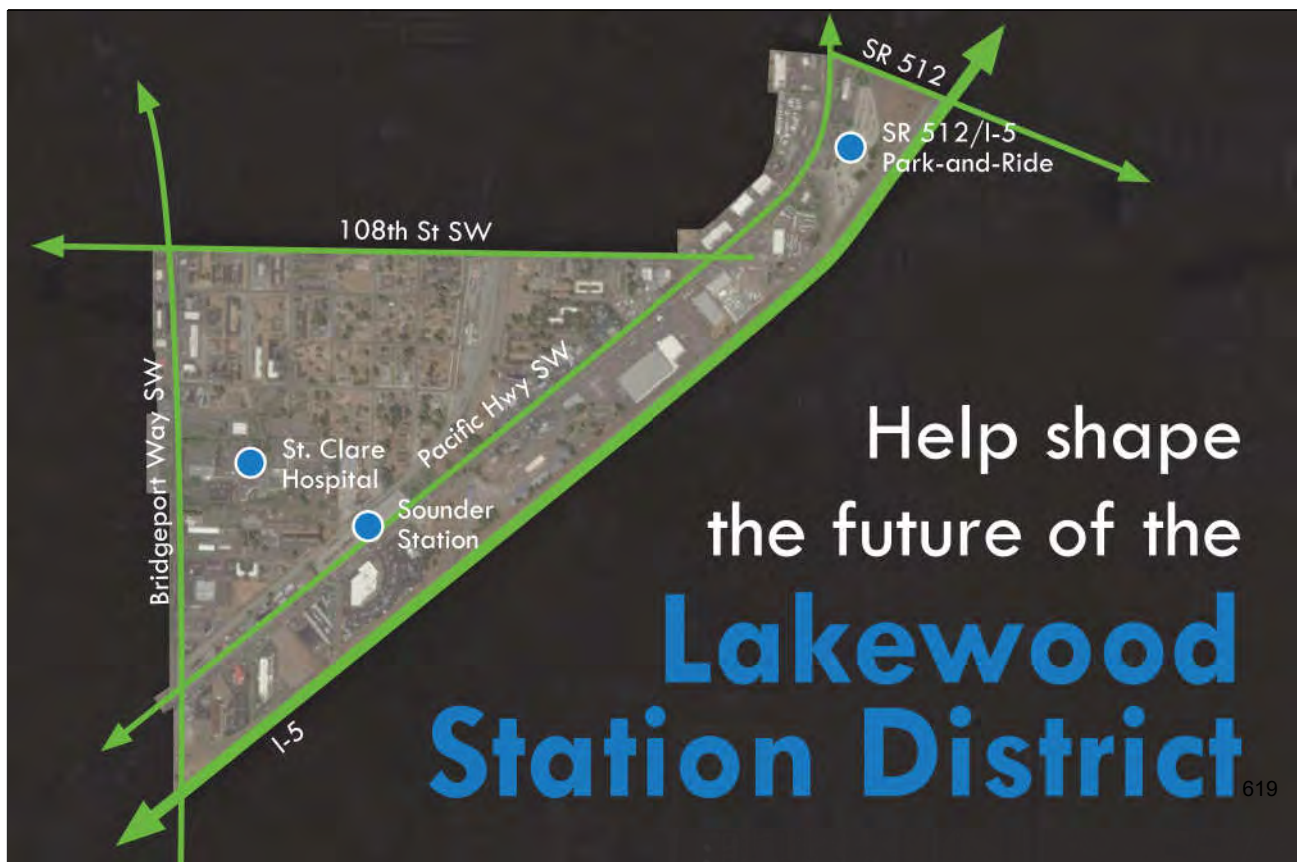 SR 512
SR 512/I-5
Park-and-Ride
108th St SW
Bridgeport Way SW
Pacific Hwy SW
St. Clare
Hospital
Sounder
Station
I-5
Help shape
the future of the
Lakewood
Station District
619